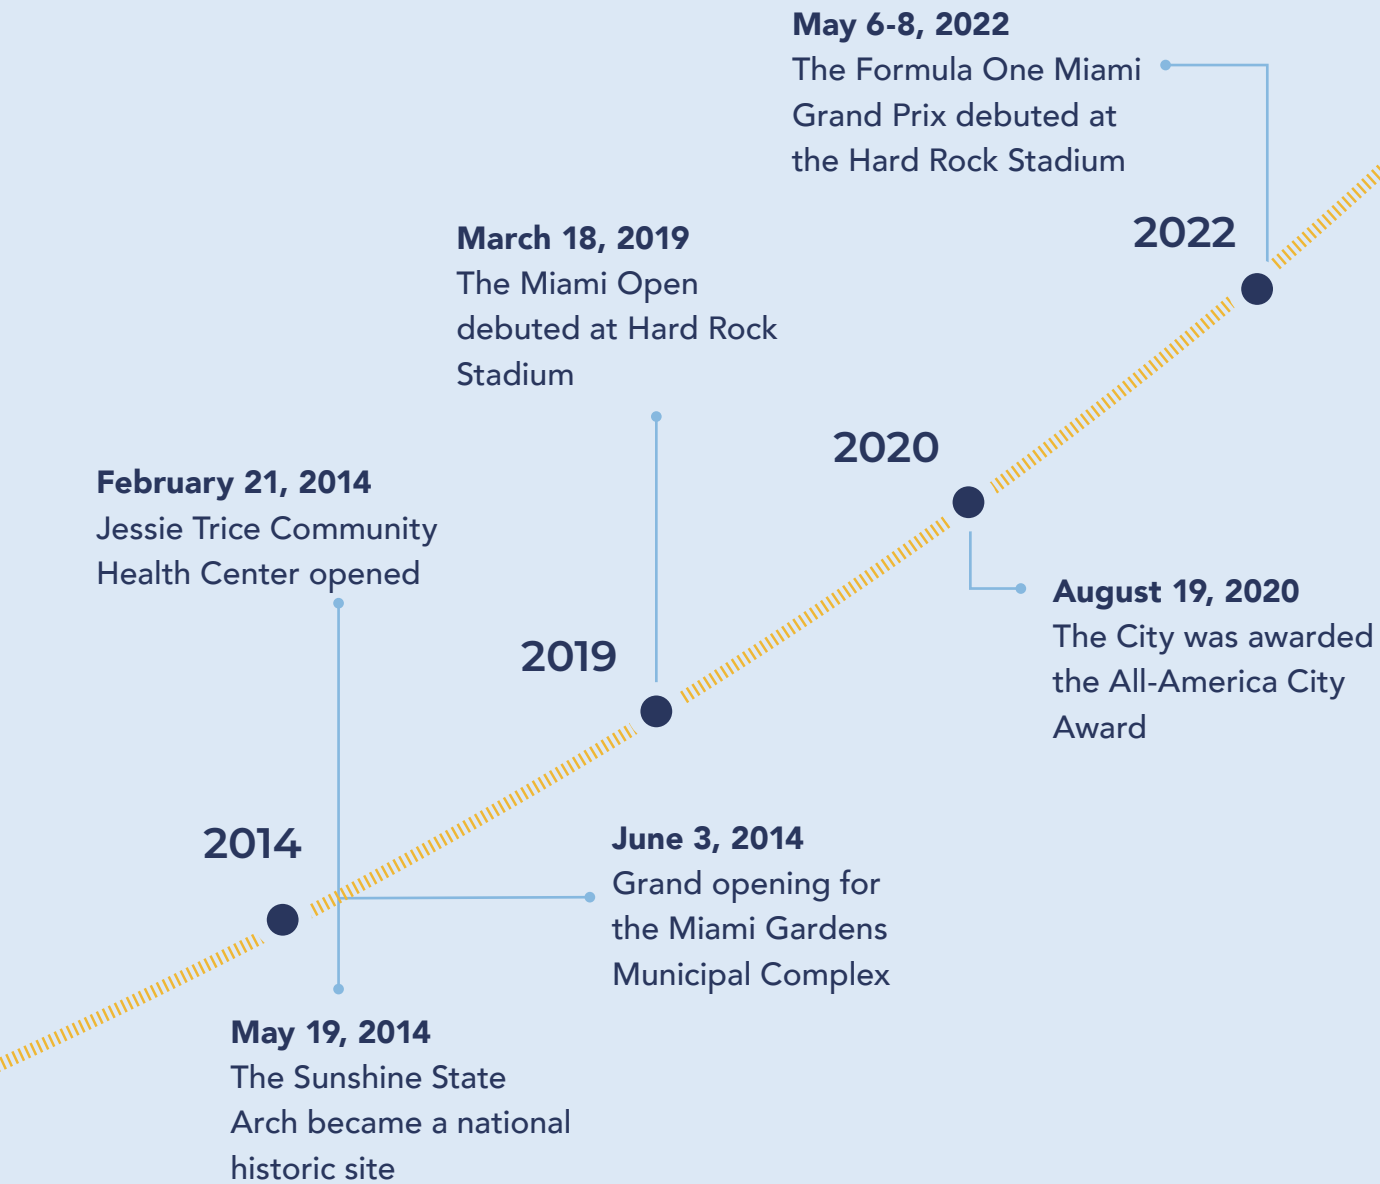 May 6-8, 2022
The Formula One Miami
Grand Prix debuted at
the Hard Rock Stadium
2022
March 18, 2019
The Miami Open
debuted at Hard Rock
Stadium
2020
February 21, 2014
Jessie Trice Community
Health Center opened
August 19, 2020
The City was awarded
the All-America City
Award
2019
2014
June 3, 2014
Grand opening for
the Miami Gardens
Municipal Complex
May 19, 2014
The Sunshine State
Arch became a national
historic site